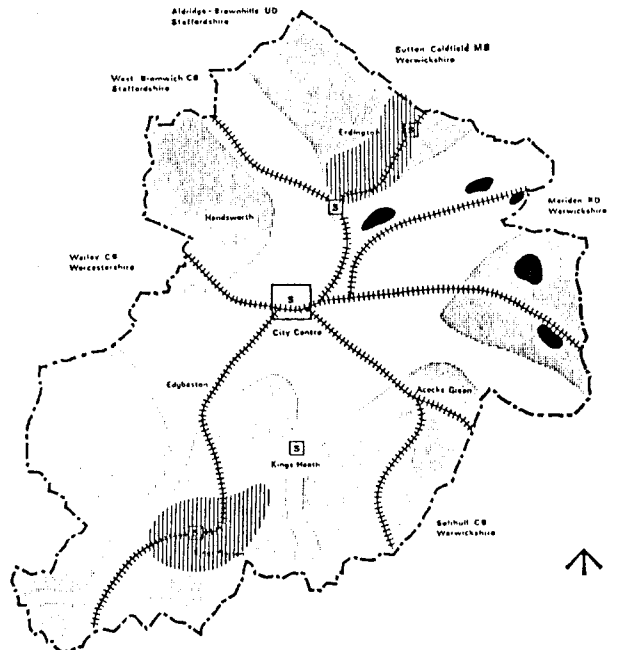 Aldridge - Brownhills UD
Staffordshire
Sutton Coldfield MB
Warwickshire
West Bromwich CB
Staffordshire
Erdington
S
S
Handsworth
Meriden RD
Warwickshire
Warley CB
Worcestershire
S
City Centre
Edgbaston
Acocks Green
S
Kings Heath
S
Solihull CB
Warwickshire